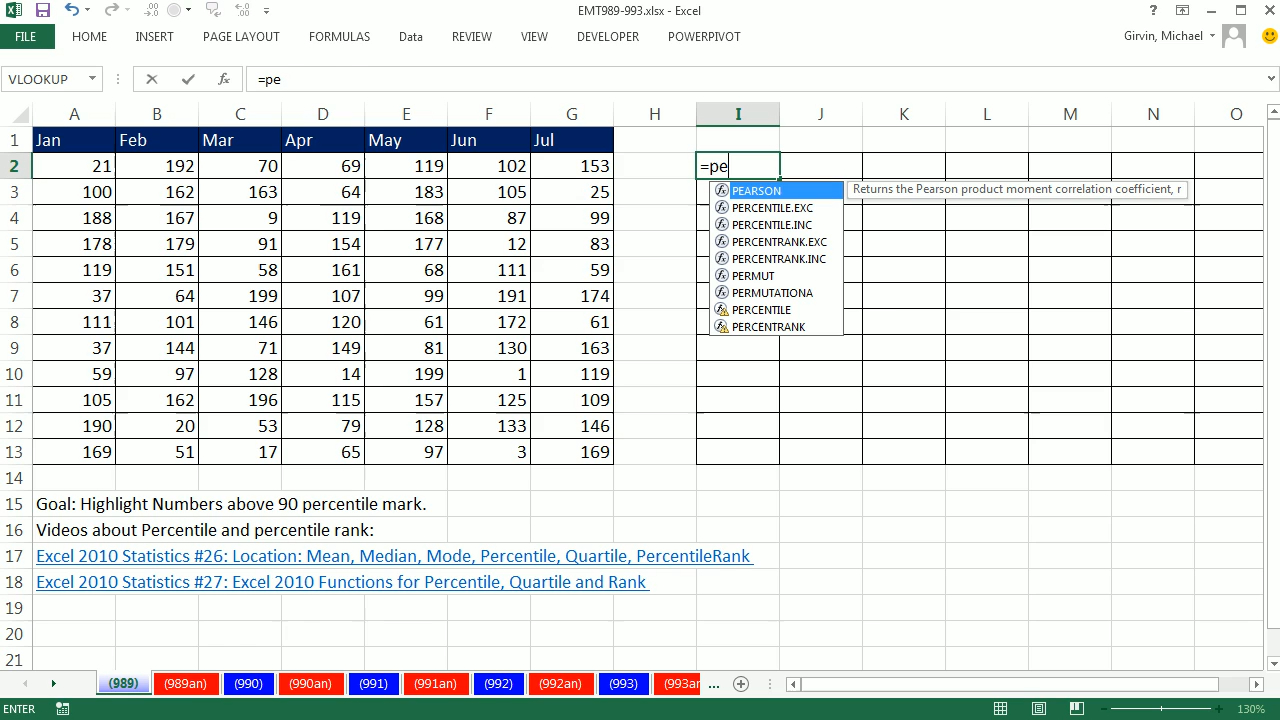 EMT989-993.xlsx - Excel
FILE HOME INSERT PAGE LAYOUT FORMULAS Data REVIEW VIEW DEVELOPER POWERPIVOT Girvin, Michael
VLOOKUP =pe
A B C D E F G H I J K L M N O
1 Jan Feb Mar Apr May Jun Jul
2 21 192 70 69 119 102 153 =pe
3 100 162 163 64 183 105 25
4 188 167 9 119 168 87 99
5 178 179 91 154 177 12 83
6 119 151 58 161 68 111 59
7 37 64 199 107 99 191 174
8 111 101 146 120 61 172 61
9 37 144 71 149 81 130 163
10 59 97 128 14 199 1 119
11 105 162 196 115 157 125 109
12 190 20 53 79 128 133 146
13 169 51 17 65 97 3 169
PEARSON Returns the Pearson product moment correlation coefficient, r
PERCENTILE.EXC
PERCENTILE.INC
PERCENTRANK.EXC
PERCENTRANK.INC
PERMUT
PERMUTATIONA
PERCENTILE
PERCENTRANK
14
15 Goal: Highlight Numbers above 90 percentile mark.
16 Videos about Percentile and percentile rank:
17 Excel 2010 Statistics #26: Location: Mean, Median, Mode, Percentile, Quartile, PercentileRank
18 Excel 2010 Statistics #27: Excel 2010 Functions for Percentile, Quartile and Rank
19
20
21
(989) (989an) (990) (990an) (991) (991an) (992) (992an) (993) (993ar ...
ENTER 130%